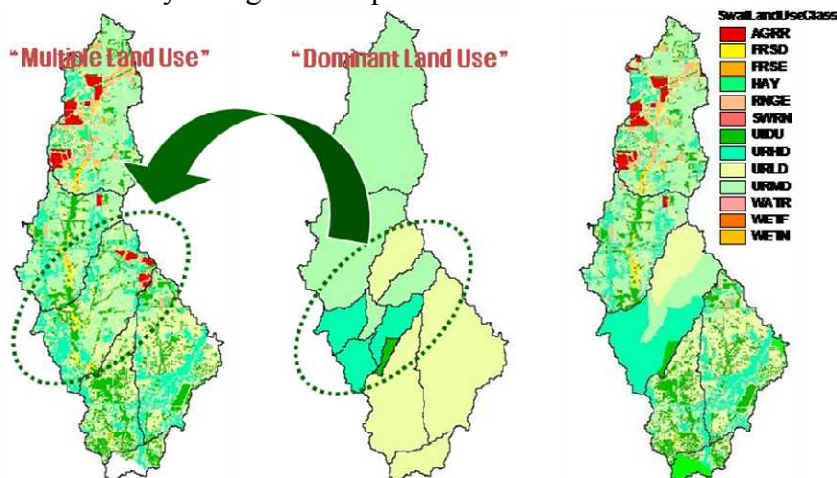 SwatLandUseClass
"Multiple Land Use"
"Dominant Land Use"
AGRR
FRSD
FRSE
HAY
RNGE
SWRN
UIDU
URHD
URLD
URMD
WATR
WETF
WETN